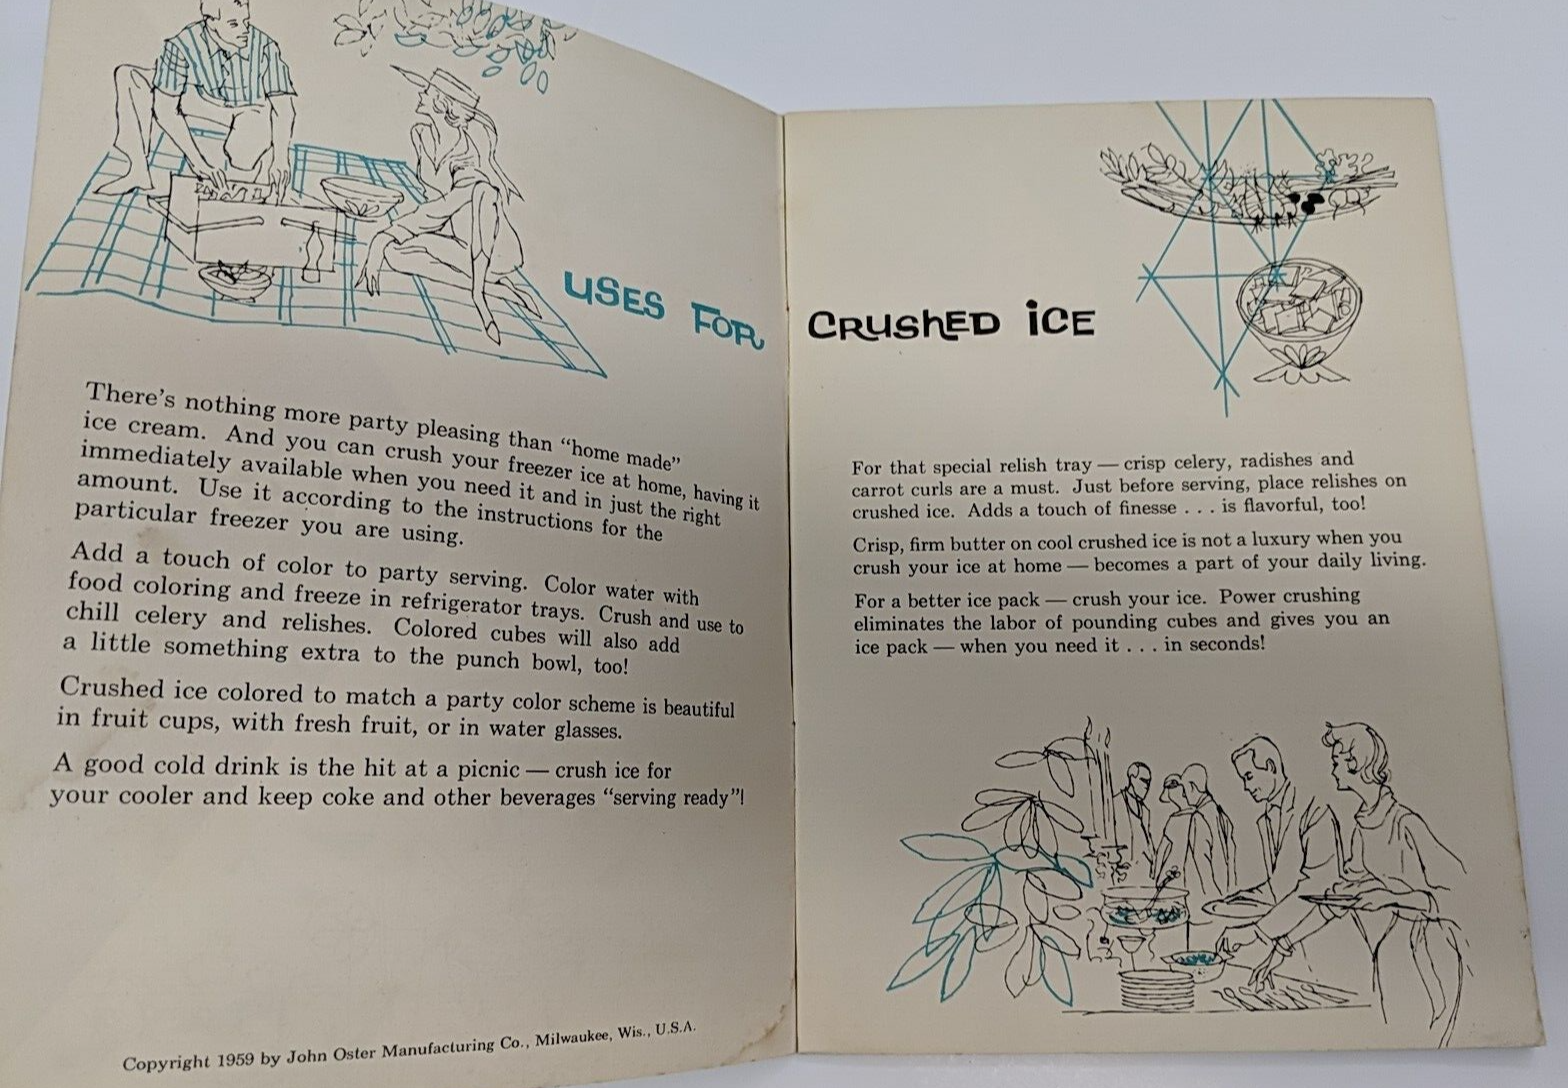 USES FOR CRUSHED ICE
There's nothing more party pleasing than “home made”
ice cream. And you can crush your freezer ice at home, having it
immediately available when you need it and in just the right
amount. Use it according to the instructions for the
particular freezer you are using.
Add a touch of color to party serving. Color water with
food coloring and freeze in refrigerator trays. Crush and use to
chill celery and relishes. Colored cubes will also add
a little something extra to the punch bowl, too!
Crushed ice colored to match a party color scheme is beautiful
in fruit cups, with fresh fruit, or in water glasses.
A good cold drink is the hit at a picnic — crush ice for
your cooler and keep coke and other beverages “serving ready”!
Copyright 1959 by John Oster Manufacturing Co., Milwaukee, Wis., U.S.A.
For that special relish tray — crisp celery, radishes and
carrot curls are a must. Just before serving, place relishes on
crushed ice. Adds a touch of finesse . . . is flavorful, too!
Crisp, firm butter on cool crushed ice is not a luxury when you
crush your ice at home — becomes a part of your daily living.
For a better ice pack — crush your ice. Power crushing
eliminates the labor of pounding cubes and gives you an
ice pack — when you need it . . . in seconds!